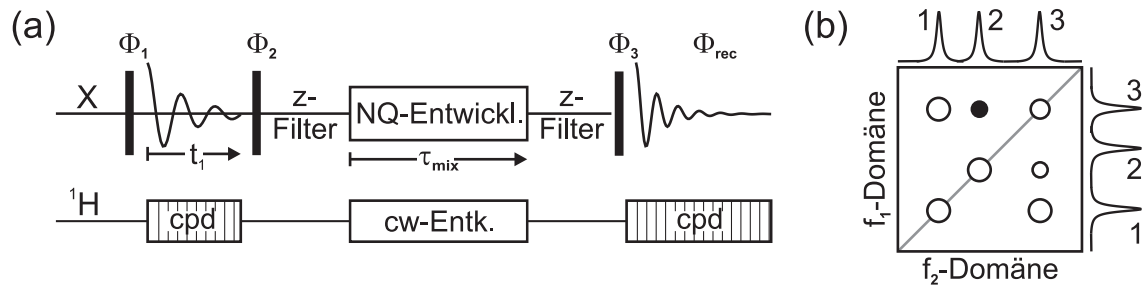 (a)
Φ1 Φ2 Φ3 Φrec
X z-Filter NQ-Entwickl. z-Filter
t1 τmix
1H cpd cw-Entk. cpd
(b)
1 2 3
f1-Domäne
3
2
1
f2-Domäne